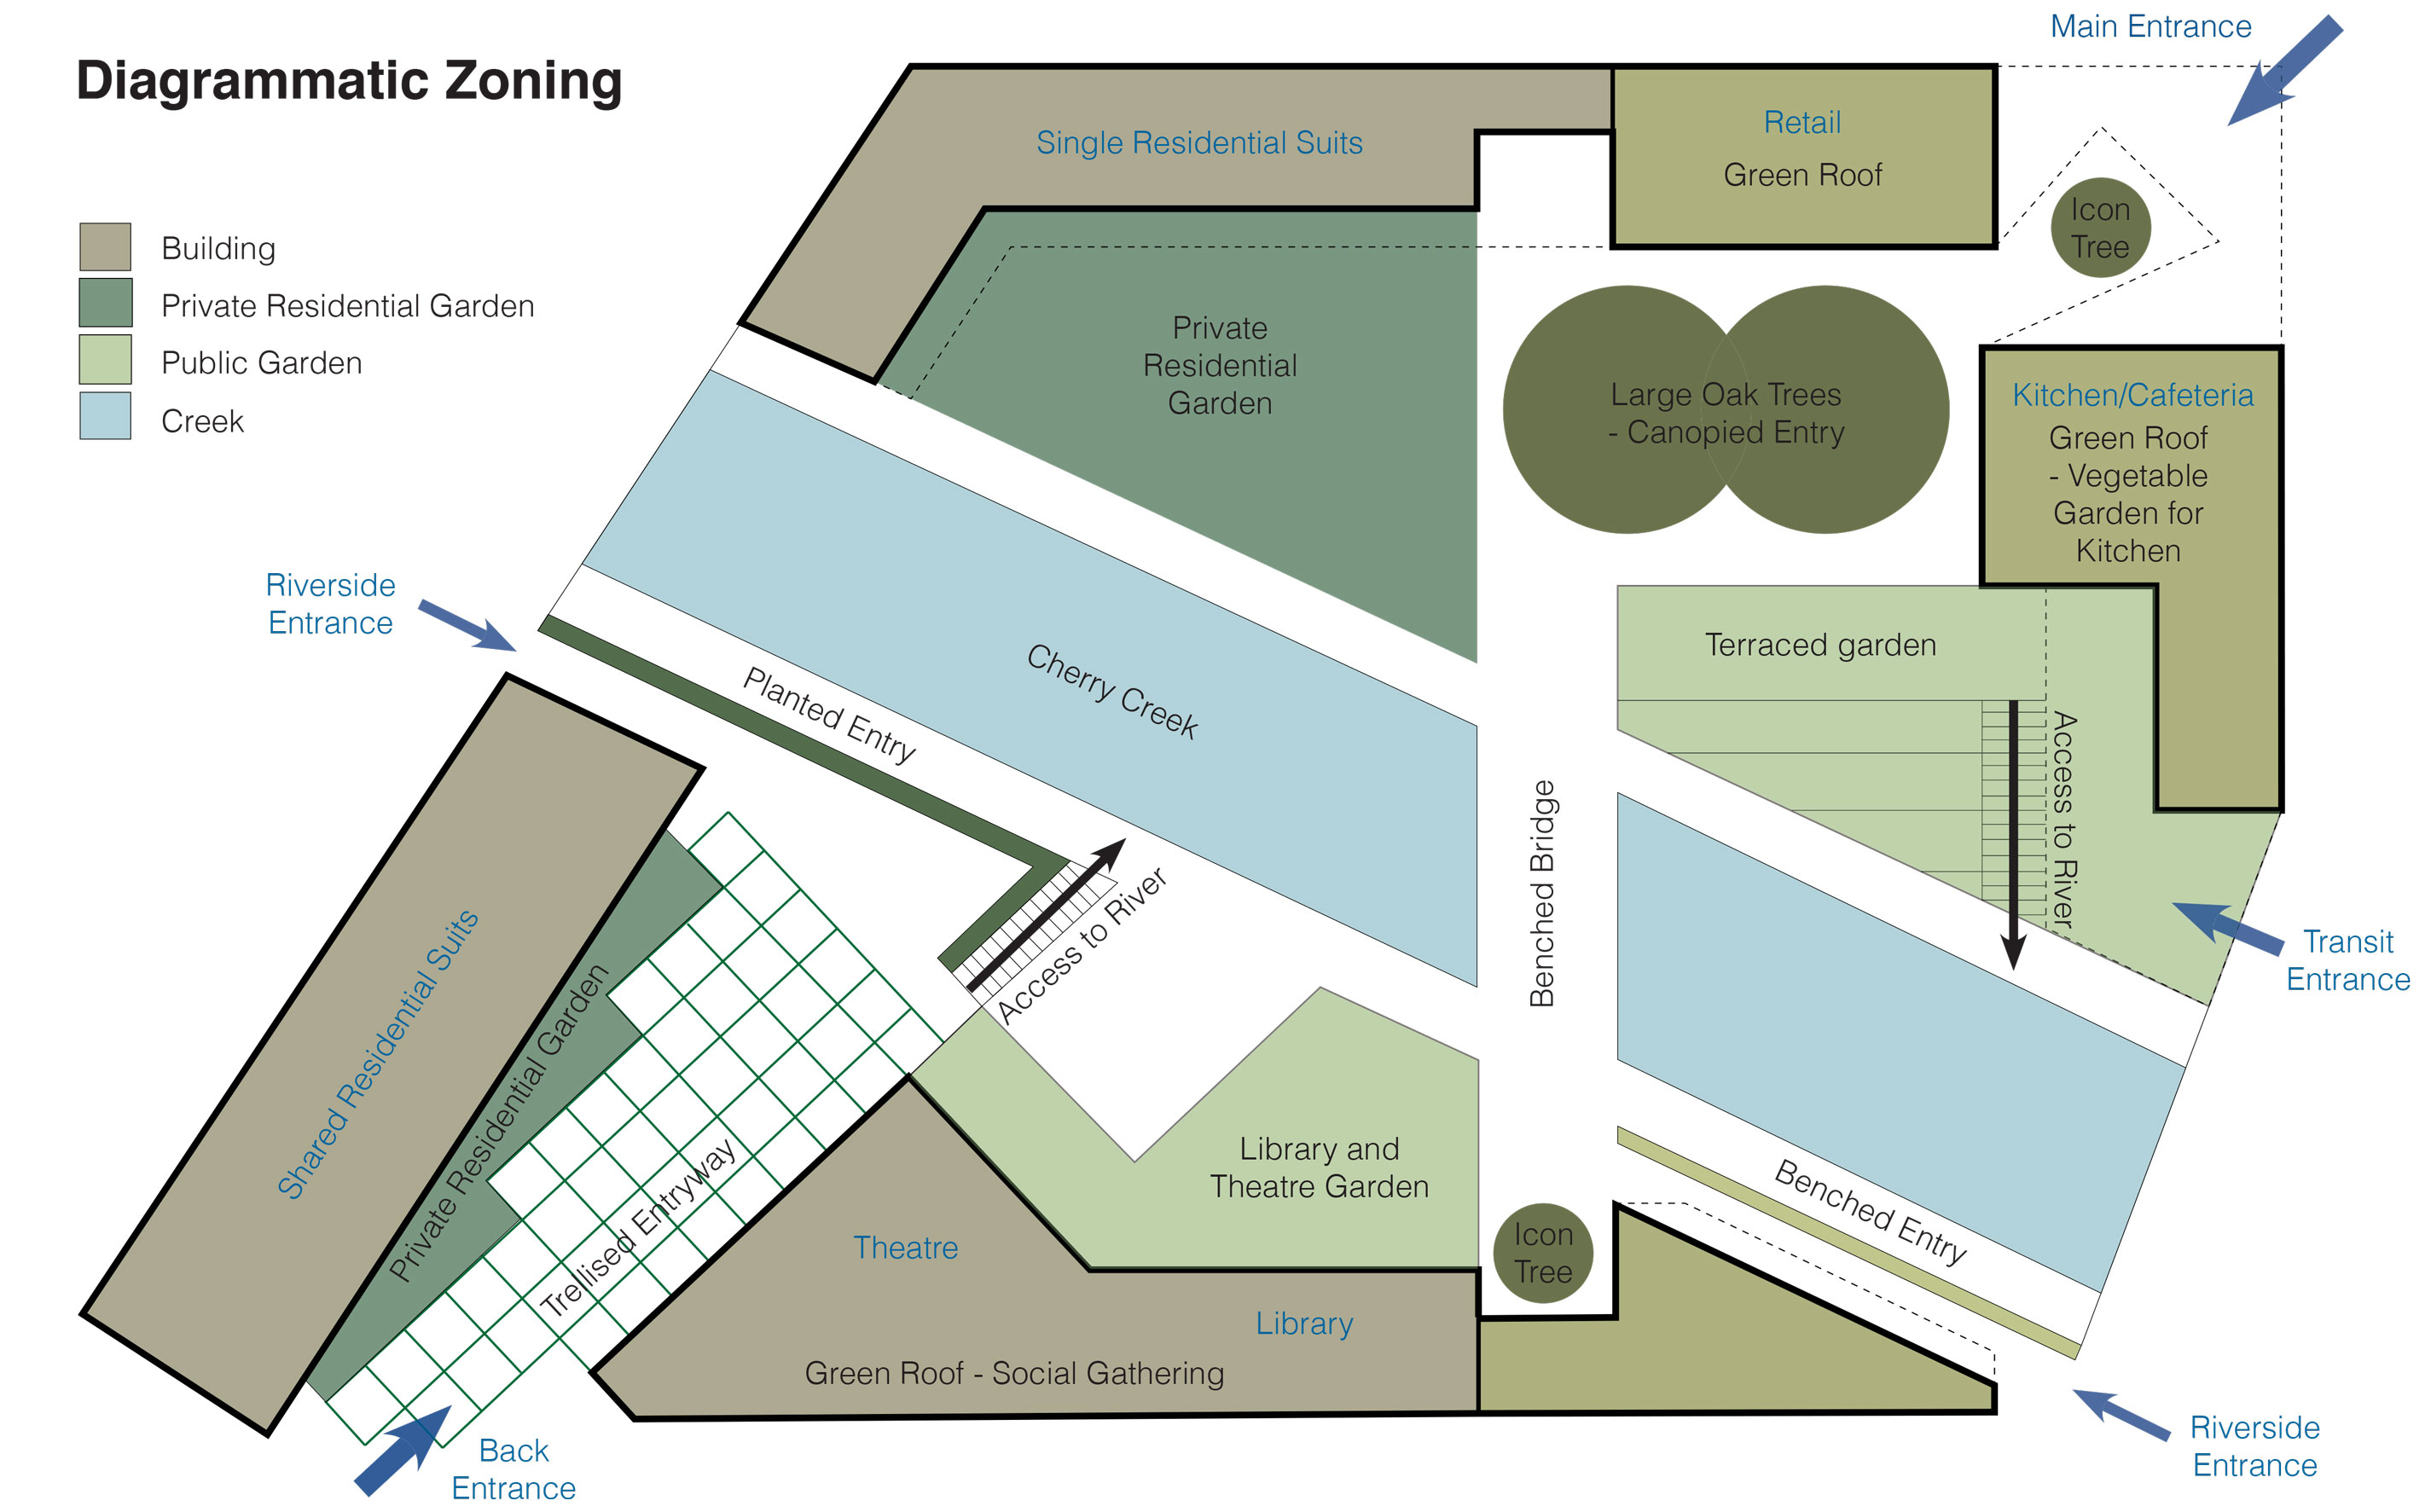 Diagrammatic Zoning
Building
Private Residential Garden
Public Garden
Creek
Main Entrance
Single Residential Suits
Retail
Green Roof
Icon
Tree
Private
Residential
Garden
Large Oak Trees
- Canopied Entry
Kitchen/Cafeteria
Green Roof
- Vegetable
Garden for
Kitchen
Riverside
Entrance
Planted Entry
Cherry Creek
Terraced garden
Access to River
Benched Bridge
Transit
Entrance
Access to River
Shared Residential Suits
Private Residential Garden
Trellised Entryway
Library and
Theatre Garden
Theatre
Library
Green Roof - Social Gathering
Icon
Tree
Benched Entry
Back
Entrance
Riverside
Entrance